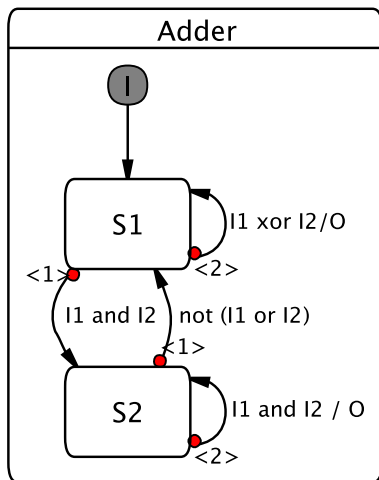 Adder
I
S1
I1 xor I2/O
<2>
<1>
I1 and I2
not (I1 or I2)
<1>
S2
I1 and I2 / O
<2>